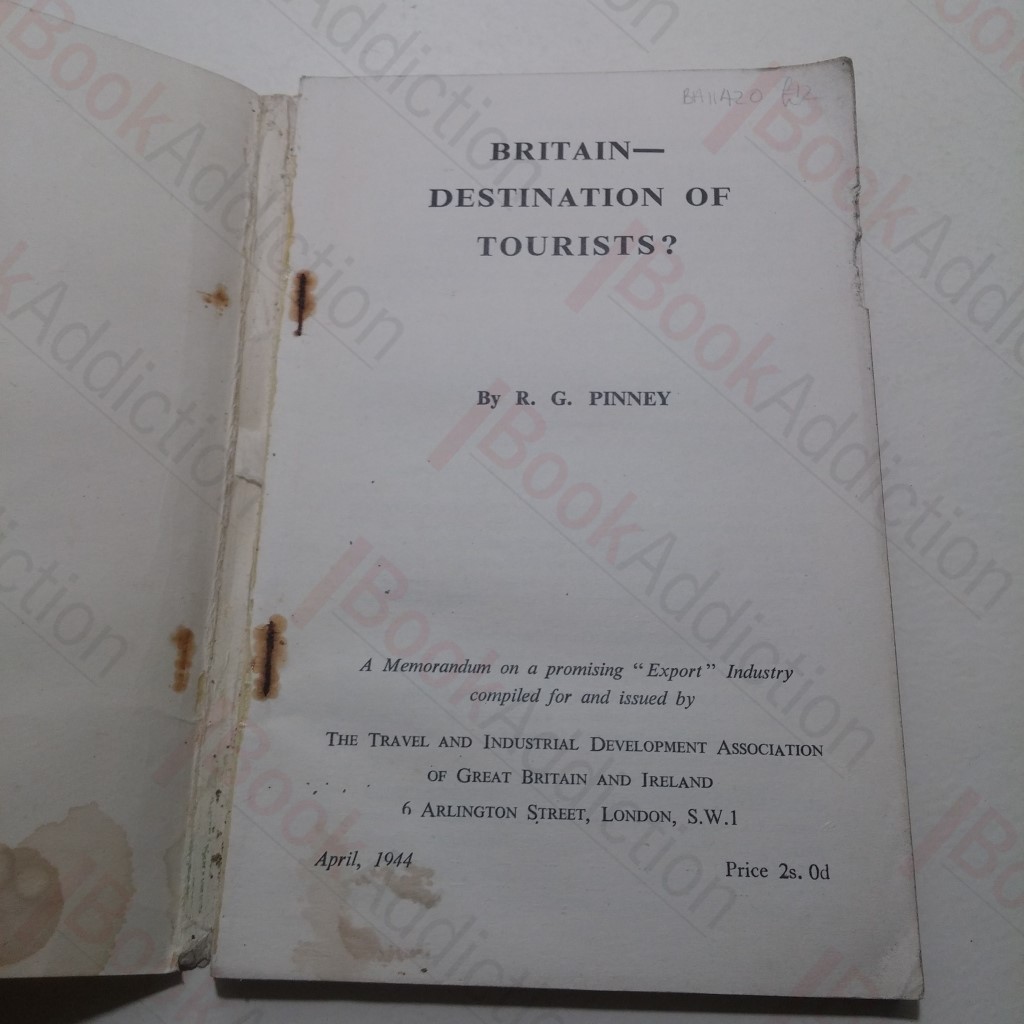 BA11420 £12
BRITAIN—
DESTINATION OF
TOURISTS?
By R. G. PINNEY
A Memorandum on a promising “Export” Industry
compiled for and issued by
THE TRAVEL AND INDUSTRIAL DEVELOPMENT ASSOCIATION
OF GREAT BRITAIN AND IRELAND
6 ARLINGTON STREET, LONDON, S.W.1
April, 1944
Price 2s. 0d
BookAddiction